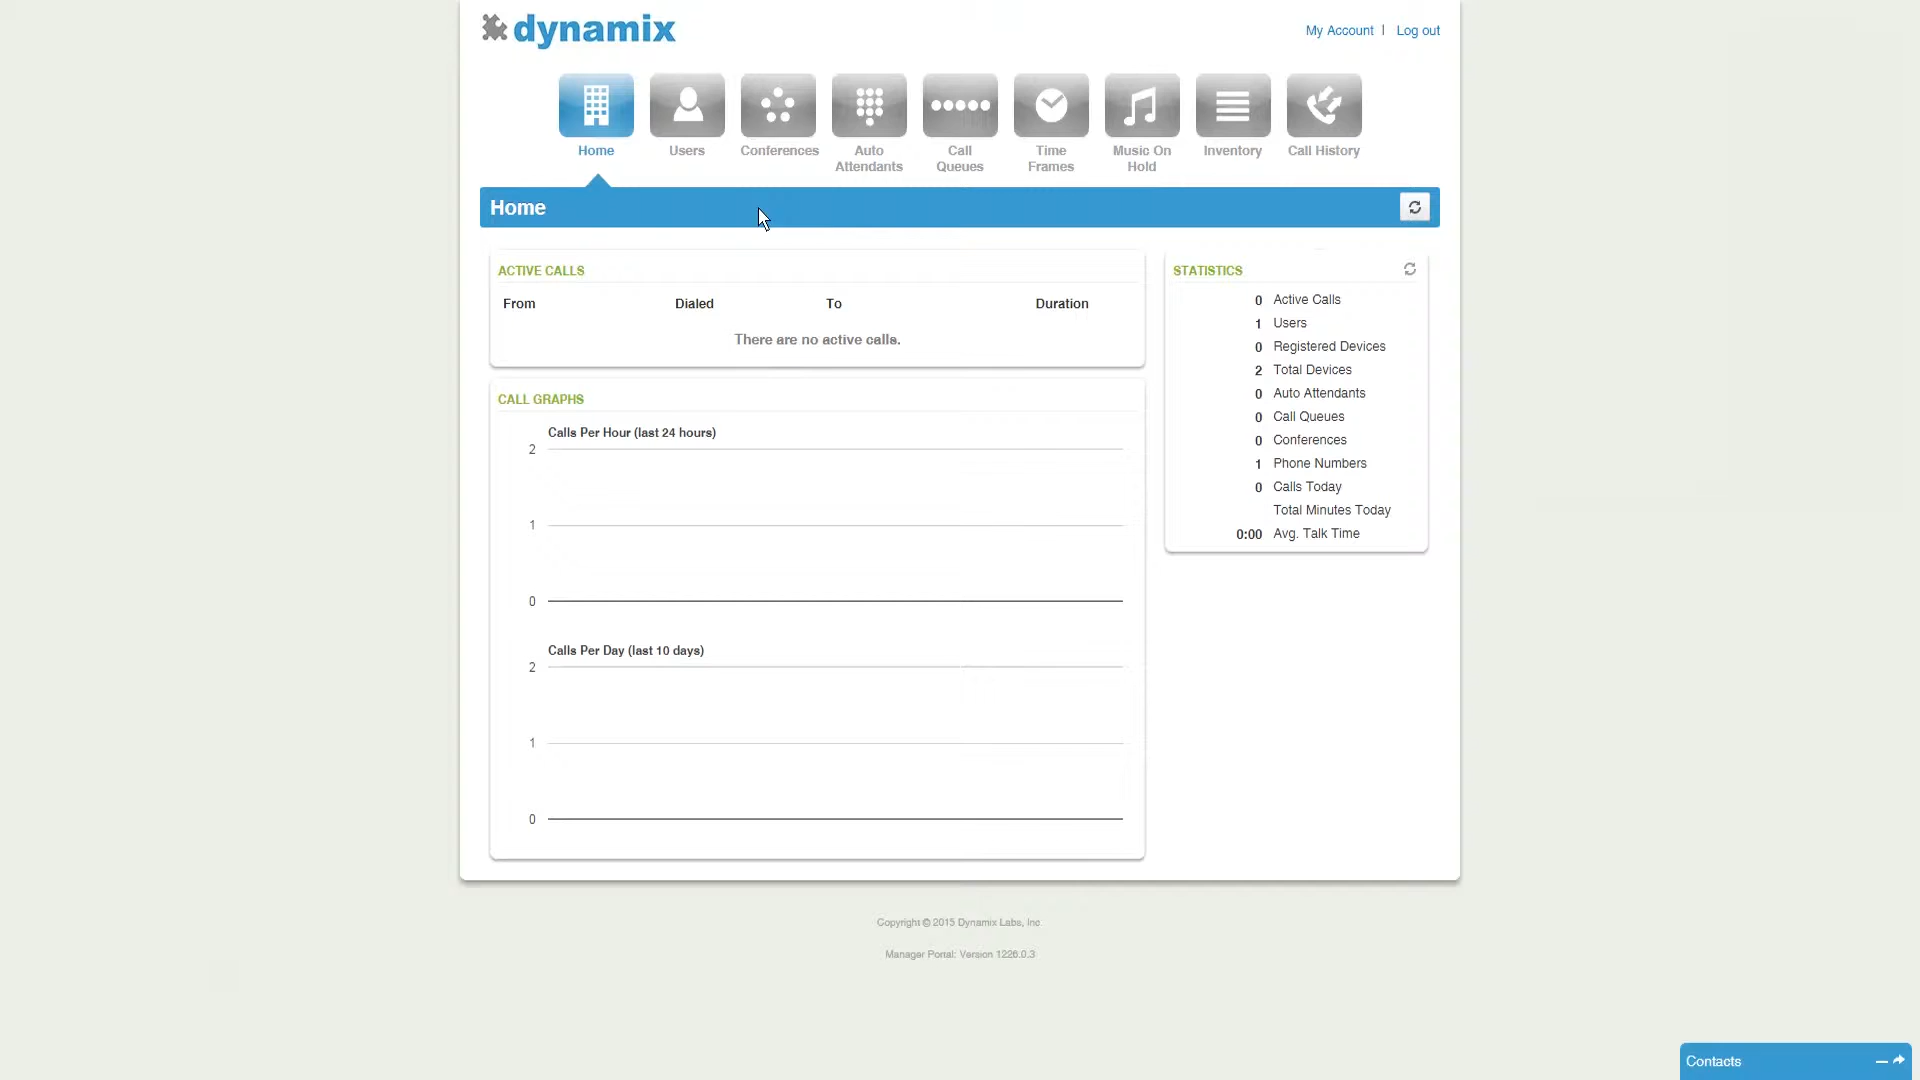 dynamix
My Account | Log out
Home
Users
Conferences
Auto
Attendants
Call
Queues
Time
Frames
Music On
Hold
Inventory
Call History
Home
ACTIVE CALLS
From Dialed To Duration
There are no active calls.
CALL GRAPHS
Calls Per Hour (last 24 hours)
2
1
0
Calls Per Day (last 10 days)
2
1
0
STATISTICS
0 Active Calls
1 Users
0 Registered Devices
2 Total Devices
0 Auto Attendants
0 Call Queues
0 Conferences
1 Phone Numbers
0 Calls Today
Total Minutes Today
0:00 Avg. Talk Time
Copyright © 2015 Dynamix Labs, Inc
Manager Portal: Version 1226.0.3
Contacts